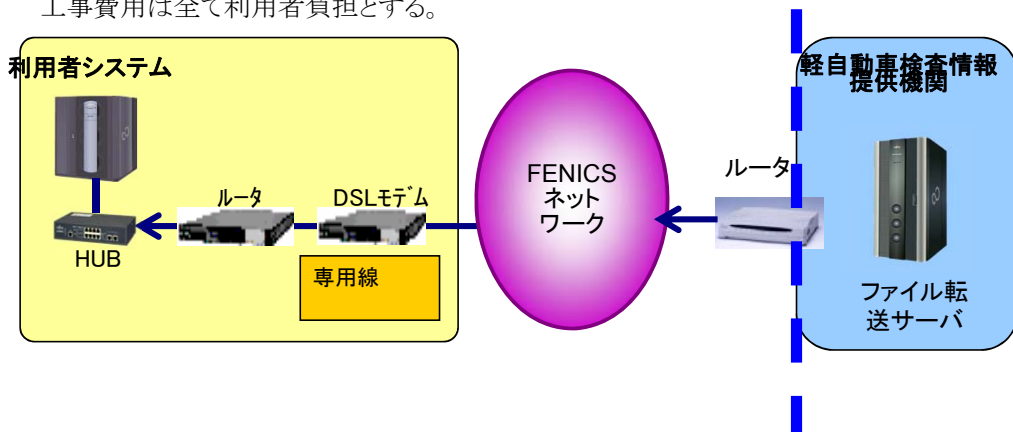 工事費用は全て利用者負担とする。
利用者システム
軽自動車検査情報
提供機関
ルータ
DSLﾓﾃﾞﾑ
HUB
専用線
FENICS
ネット
ワーク
ルータ
ファイル転
送サーバ